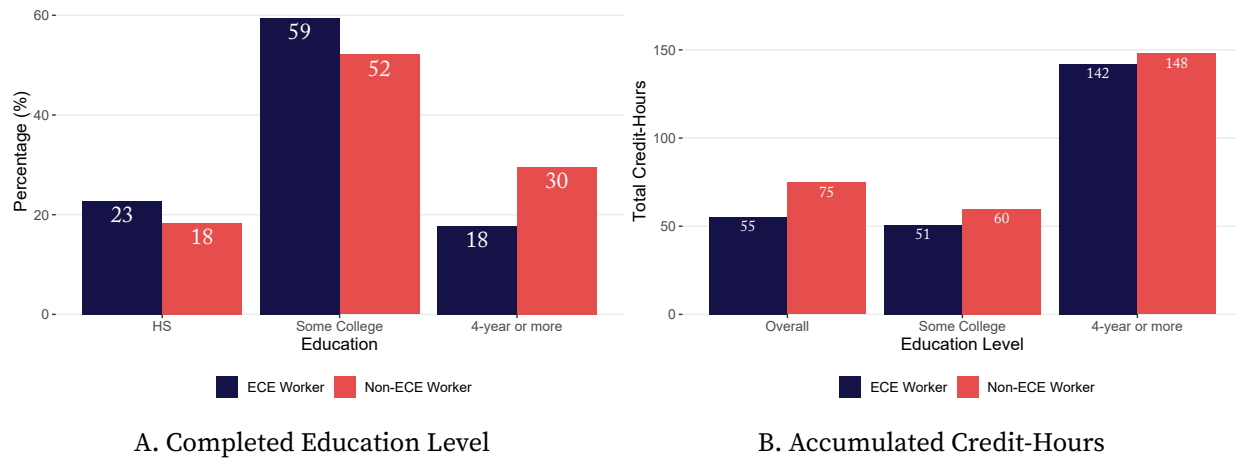 60
40
20
0
Percentage (%)
59
52
23
18
18
30
HS
Some College
4-year or more
Education
ECE Worker
Non-ECE Worker
A. Completed Education Level
150
100
50
0
Total Credit-Hours
142
148
75
55
60
51
Overall
Some College
4-year or more
Education Level
ECE Worker
Non-ECE Worker
B. Accumulated Credit-Hours